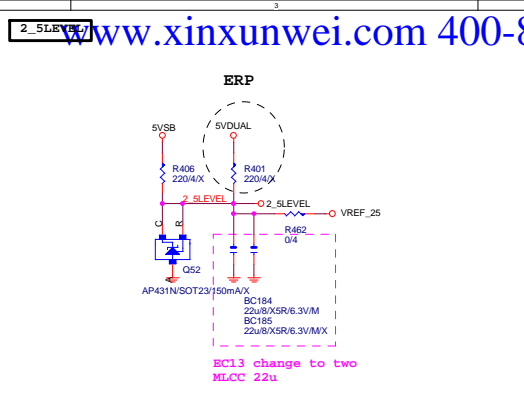 3
2_5LEVEL
www.xinxunwei.com 400-8
ERP
5VSB
5VDUAL
R406
220/4/X
R401
220/4/X
2_5LEVEL
2_5LEVEL
VREF_25
R462
0/4
C
R
A
Q52
AP431N/SOT23/150mA/X
BC184
22u/8/X5R/6.3V/M
BC185
22u/8/X5R/6.3V/M/X
EC13 change to two
MLCC 22u